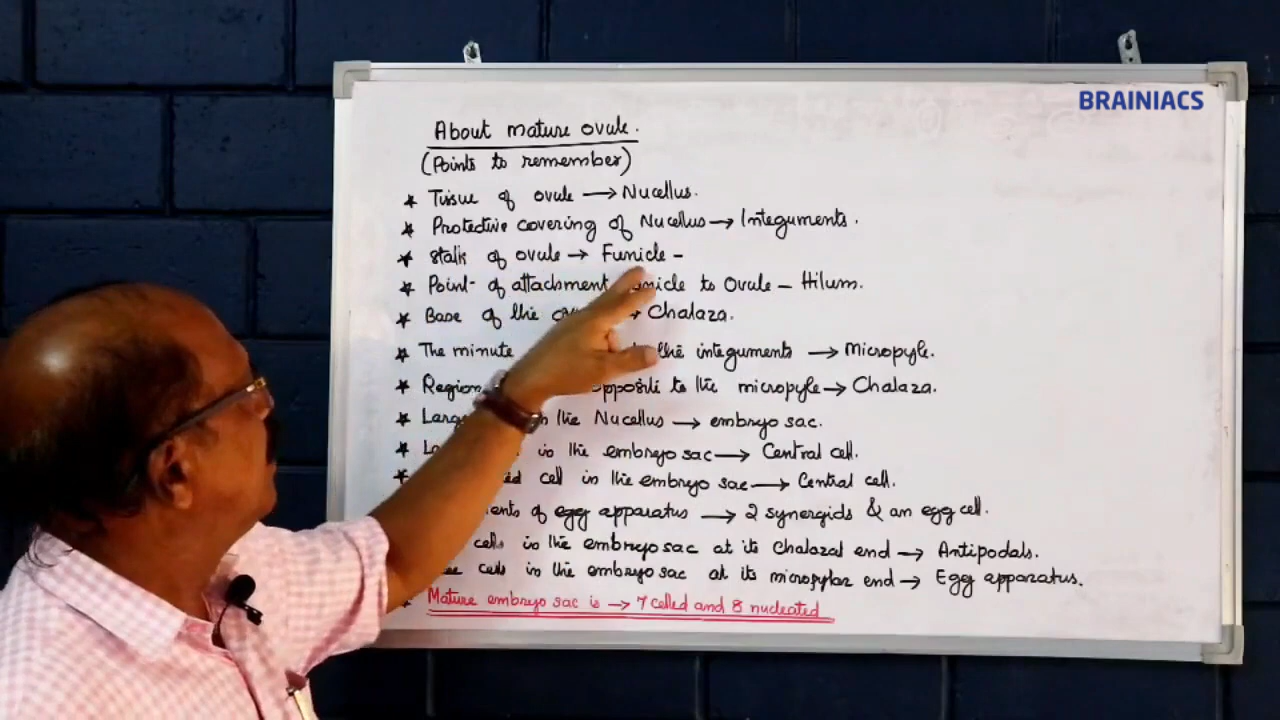 BRAINIACS
About mature ovule.
(Points to remember)
* Tissue of ovule → Nucellus.
* Protective covering of Nucellus → Integuments.
* Stalk of ovule → Funicle -
* Point of attachment to Ovule - Hilum.
* Base of the → Chalaza.
* The minute the integuments → Micropyle.
* Region opposite to the micropyle → Chalaza.
* the Nucellus → embryo sac.
* in the embryo sac → Central cell.
* cell in the embryo sac → Central cell.
of egg apparatus → 2 synergids & an egg cell.
cells in the embryo sac at its chalazal end → Antipodals.
cells in the embryo sac at its micropylar end → Egg apparatus.
Mature embryo sac is → 7 celled and 8 nucleated